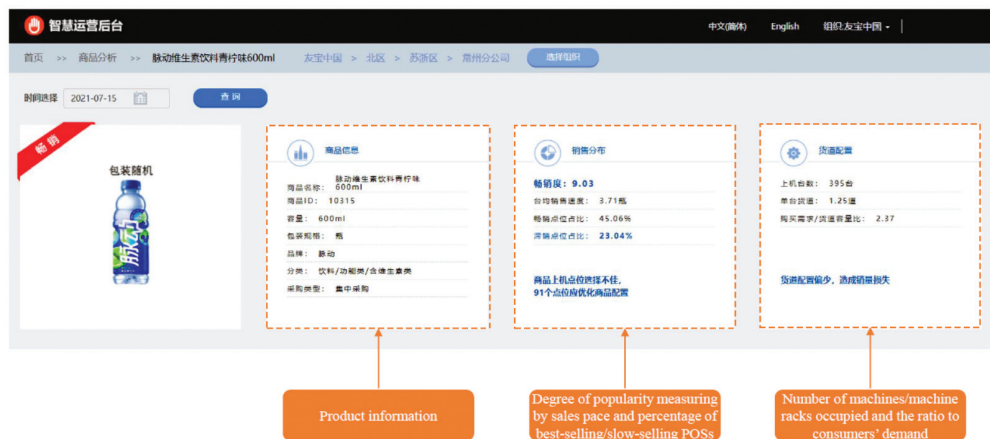 智慧运营后台
中文(简体) English 组织:友宝中国
首页 >> 商品分析 >> 脉动维生素饮料青柠味600ml 友宝中国 > 北区 > 苏浙区 > 常州分公司 选择组织
时间选择 2021-07-15 查询
畅销
包装随机
脉动
商品信息
商品名称: 脉动维生素饮料青柠味
600ml
商品ID: 10315
容量: 600ml
包装规格: 瓶
品牌: 脉动
分类: 饮料/功能类/含维生素类
采购类型: 集中采购
销售分布
畅销度: 9.03
台均销售速度: 3.71瓶
畅销点位占比: 45.06%
滞销点位占比: 23.04%
商品上机点位选择不佳,
91个点位应优化商品配置
货道配置
上机台数: 395台
单台货道: 1.25道
购买需求/货道容量比: 2.37
货道配置偏少, 造成销量损失
Product information
Degree of popularity measuring
by sales pace and percentage of
best-selling/slow-selling POSs
Number of machines/machine
racks occupied and the ratio to
consumers' demand